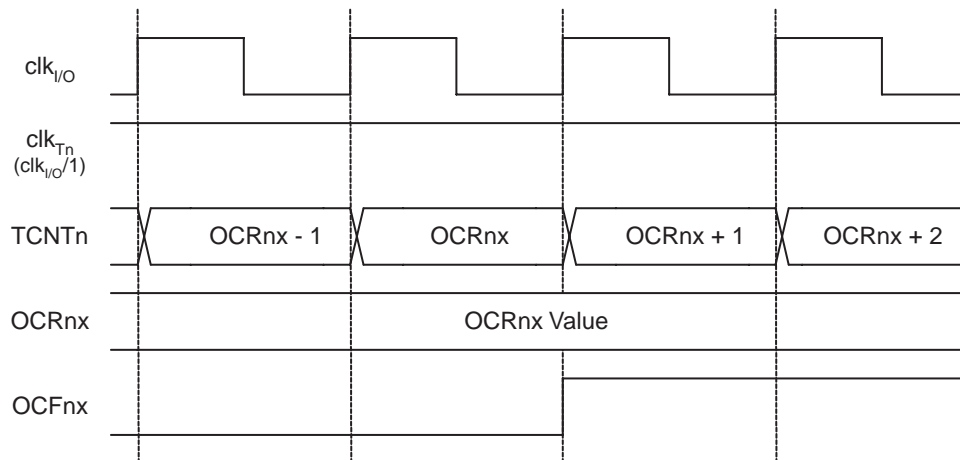 clkI/O
clkTn
(clkI/O/1)
TCNTn
OCRnx - 1
OCRnx
OCRnx + 1
OCRnx + 2
OCRnx
OCRnx Value
OCFnx